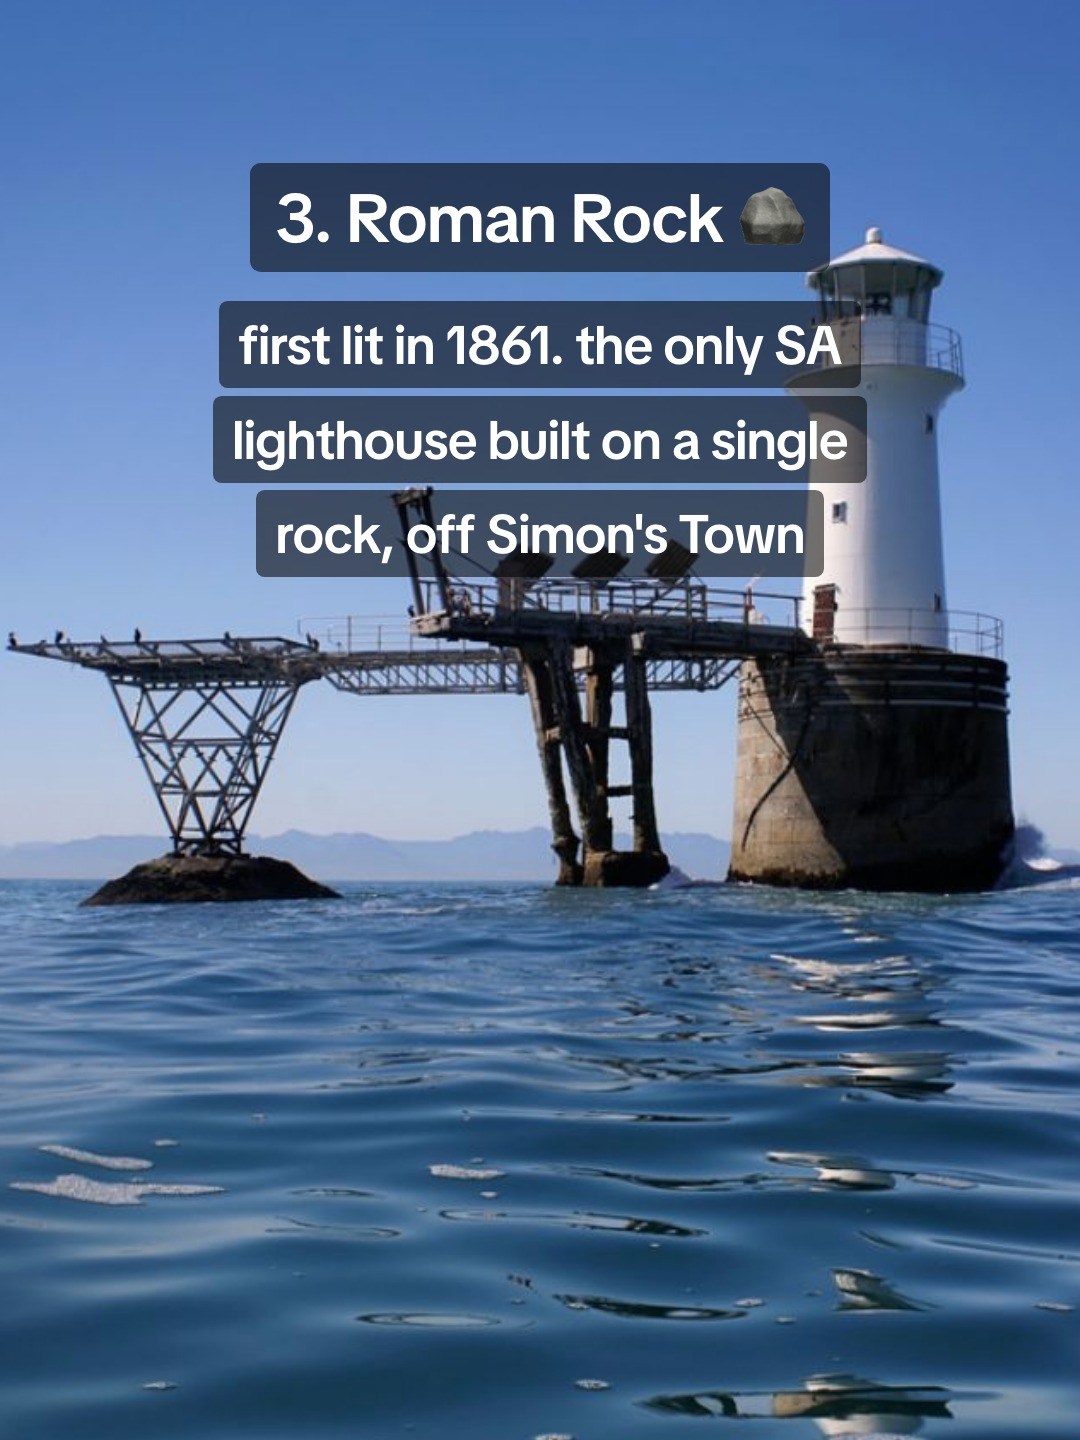 3. Roman Rock 🪨
first lit in 1861. the only SA
lighthouse built on a single
rock, off Simon's Town